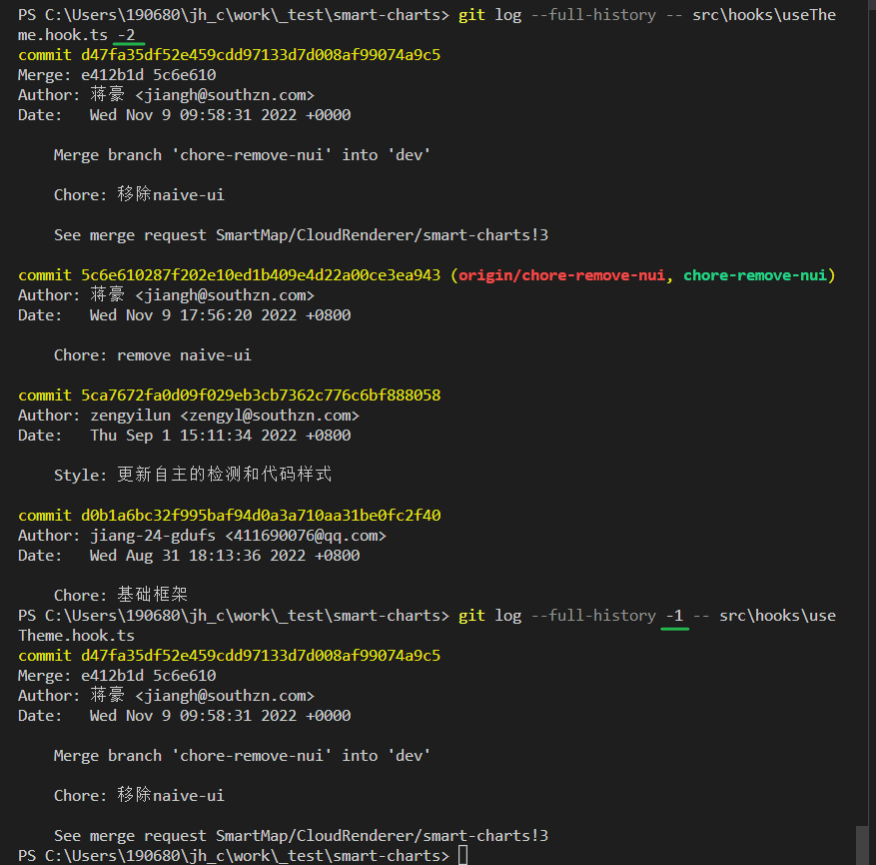 PS C:\Users\190680\jh_c\work\_test\smart-charts> git log --full-history -- src\hooks\useThe
me.hook.ts -2
commit d47fa35df52e459cdd97133d7d008af99074a9c5
Merge: e412b1d 5c6e610
Author: 蒋豪 <jiangh@southzn.com>
Date:   Wed Nov 9 09:58:31 2022 +0000
Merge branch 'chore-remove-nui' into 'dev'
Chore: 移除naive-ui
See merge request SmartMap/CloudRenderer/smart-charts!3
commit 5c6e610287f202e10ed1b409e4d22a00ce3ea943 (origin/chore-remove-nui, chore-remove-nui)
Author: 蒋豪 <jiangh@southzn.com>
Date:   Wed Nov 9 17:56:20 2022 +0800
Chore: remove naive-ui
commit 5ca7672fa0d09f029eb3cb7362c776c6bf888058
Author: zengyilun <zengyl@southzn.com>
Date:   Thu Sep 1 15:11:34 2022 +0800
Style: 更新自主的检测和代码样式
commit d0b1a6bc32f995baf94d0a3a710aa31be0fc2f40
Author: jiang-24-gdufs <411690076@qq.com>
Date:   Wed Aug 31 18:13:36 2022 +0800
Chore: 基础框架
PS C:\Users\190680\jh_c\work\_test\smart-charts> git log --full-history -1 -- src\hooks\use
Theme.hook.ts
commit d47fa35df52e459cdd97133d7d008af99074a9c5
Merge: e412b1d 5c6e610
Author: 蒋豪 <jiangh@southzn.com>
Date:   Wed Nov 9 09:58:31 2022 +0000
Merge branch 'chore-remove-nui' into 'dev'
Chore: 移除naive-ui
See merge request SmartMap/CloudRenderer/smart-charts!3
PS C:\Users\190680\jh_c\work\_test\smart-charts>